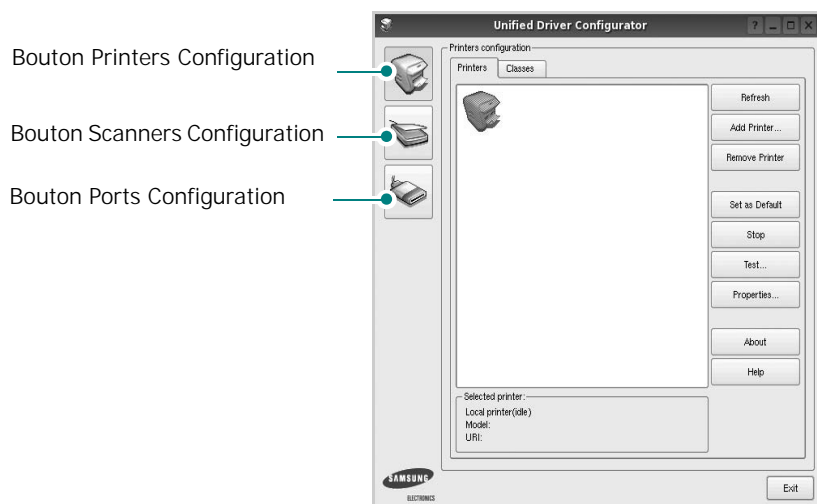 Unified Driver Configurator
?
Bouton Printers Configuration
Bouton Scanners Configuration
Bouton Ports Configuration
Printers configuration
Printers
Classes
Refresh
Add Printer...
Remove Printer
Set as Default
Stop
Test...
Properties...
About
Help
Selected printer:
Local printer(idle)
Model:
URI:
SAMSUNG
ELECTRONICS
Exit